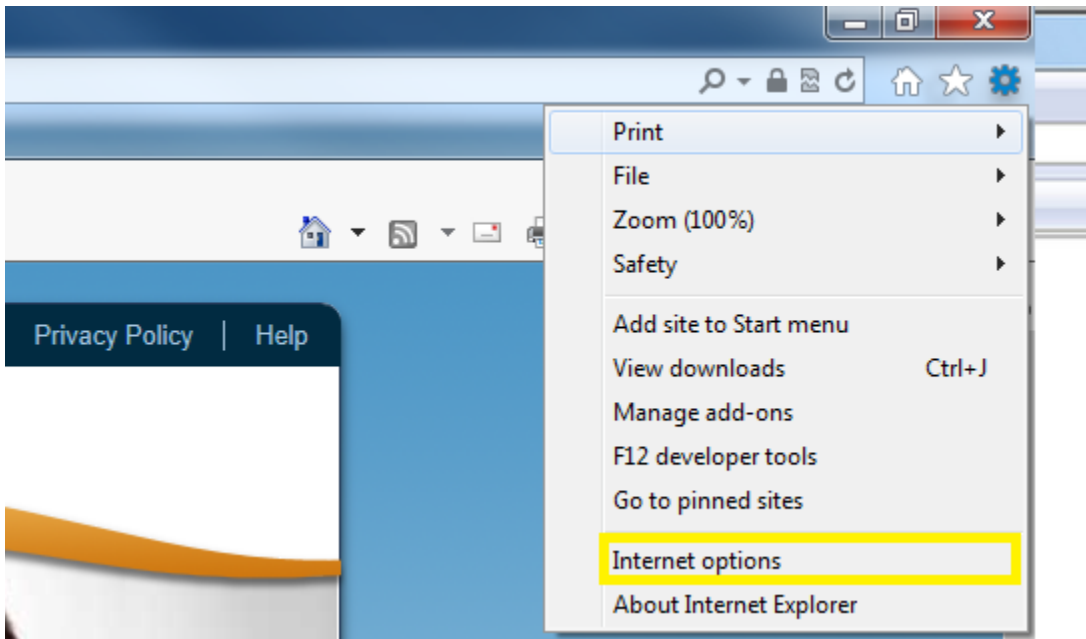 Print
File
Zoom (100%)
Safety
Privacy Policy | Help
Add site to Start menu
View downloads Ctrl+J
Manage add-ons
F12 developer tools
Go to pinned sites
Internet options
About Internet Explorer